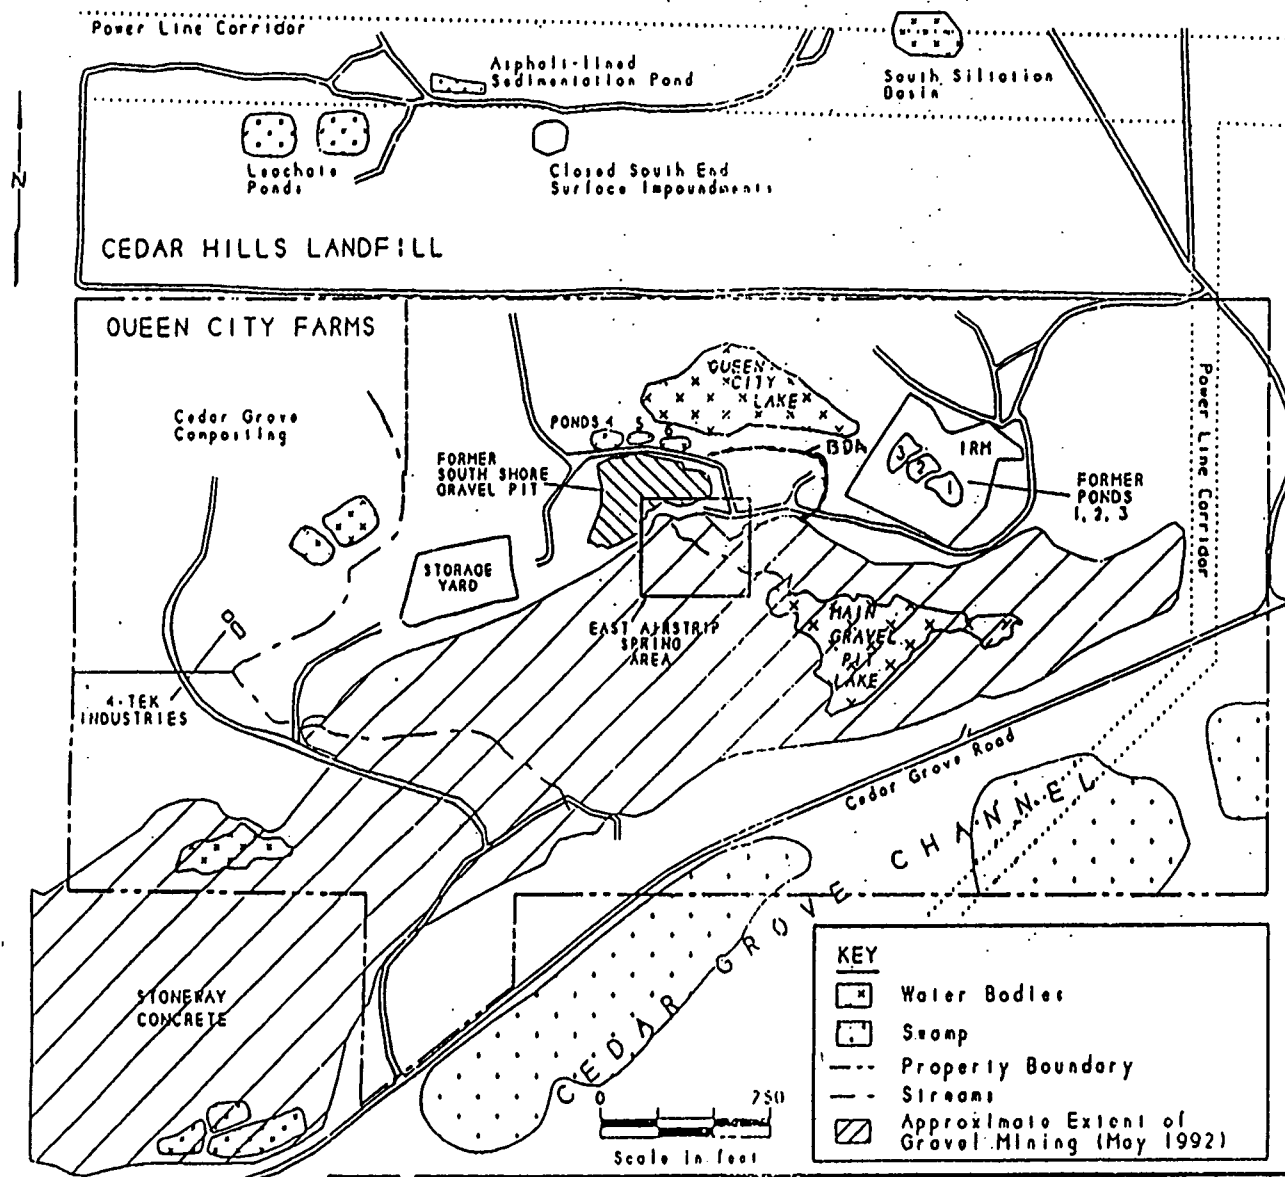 Power Line Corridor
Asphalt-lined
Sedimentation Pond
South Siltation
Basin
N
Leachate
Ponds
Closed South End
Surface Impoundments
CEDAR HILLS LANDFILL
QUEEN CITY FARMS
QUEEN
CITY
LAKE
Power Line Corridor
Cedar Grove
Composting
PONDS 4
5
6
BDA
IRM
3
2
1
FORMER
SOUTH SHORE
GRAVEL PIT
FORMER
PONDS
1, 2, 3
STORAGE
YARD
EAST AIRSTRIP
SPRING
AREA
MAIN
GRAVEL
PIT
LAKE
4-TEK
INDUSTRIES
Cedar Grove Road
CEDAR GROVE CHANNEL
STONEWAY
CONCRETE
0
750
Scale in feet
KEY
Water Bodies
Swamp
Property Boundary
Streams
Approximate Extent of
Gravel Mining (May 1992)